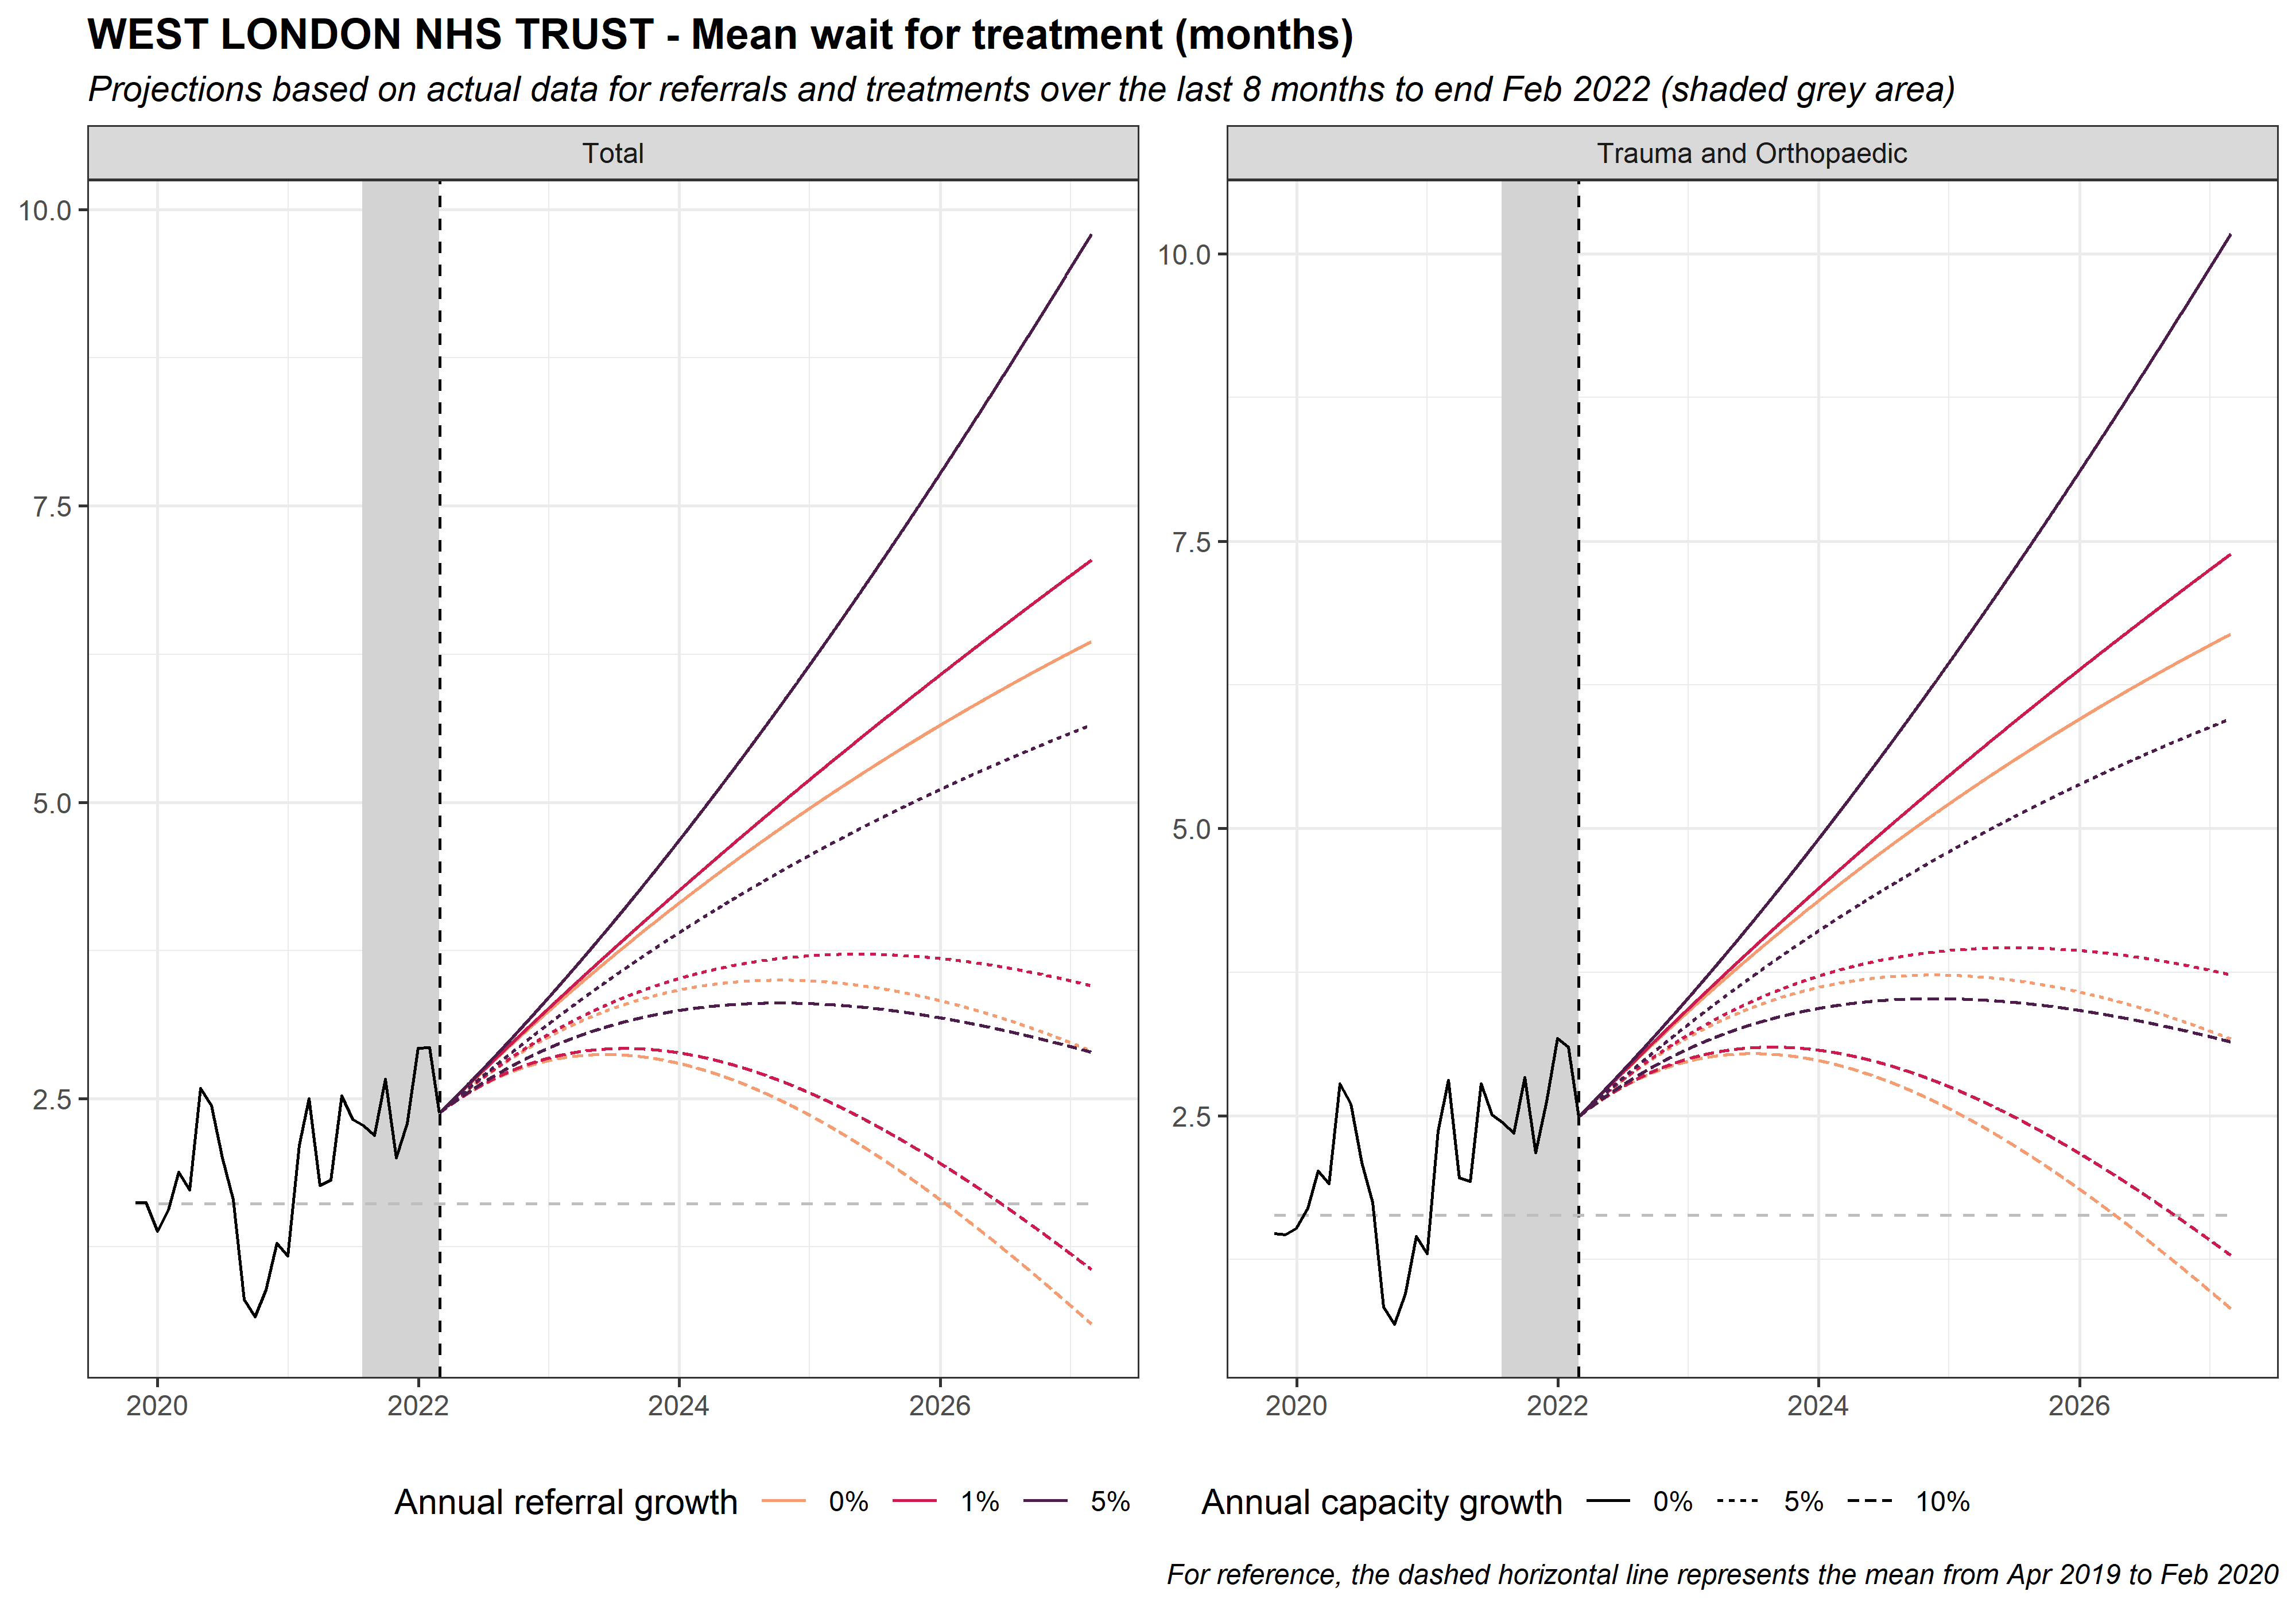 WEST LONDON NHS TRUST - Mean wait for treatment (months)
Projections based on actual data for referrals and treatments over the last 8 months to end Feb 2022 (shaded grey area)
Total
Trauma and Orthopaedic
10.0
7.5
5.0
2.5
10.0
7.5
5.0
2.5
2020 2022 2024 2026
2020 2022 2024 2026
Annual referral growth 0% 1% 5%
Annual capacity growth 0% 5% 10%
For reference, the dashed horizontal line represents the mean from Apr 2019 to Feb 2020